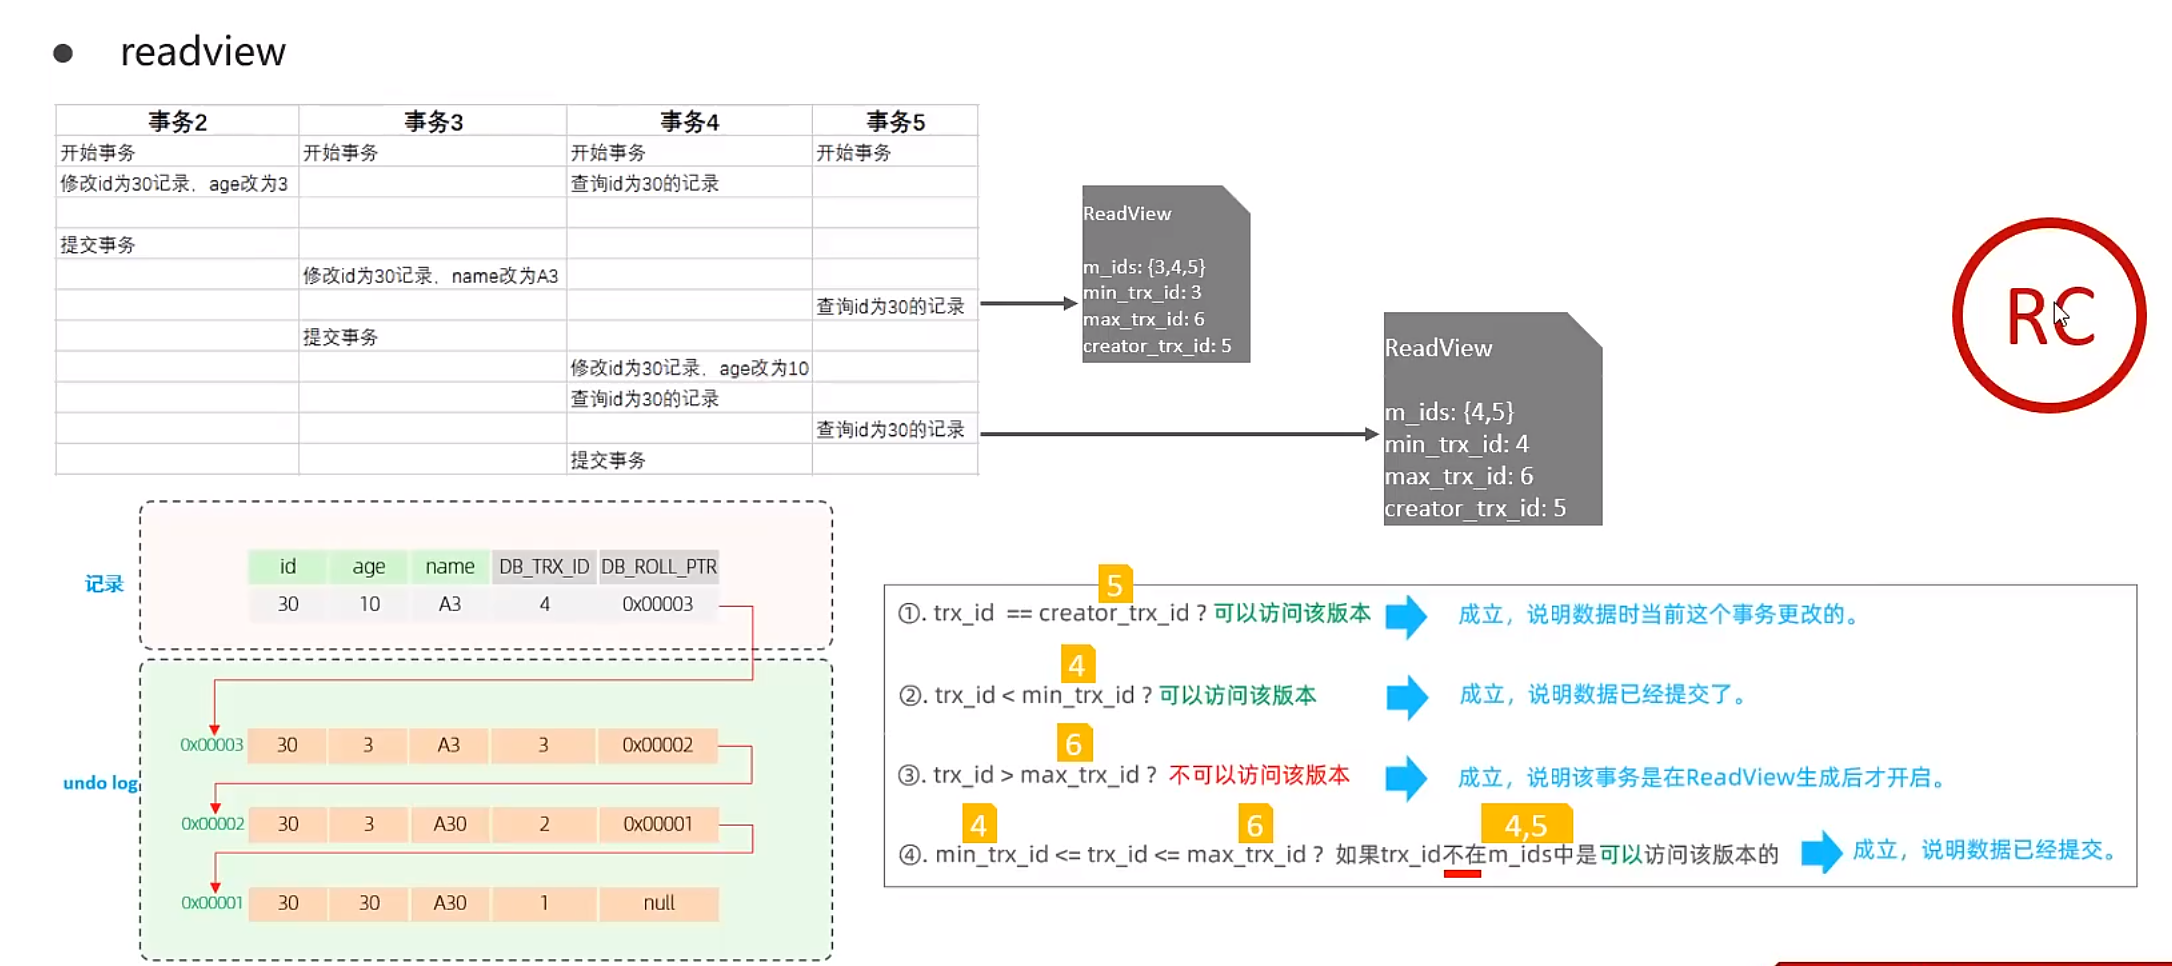 ● readview
事务2 事务3 事务4 事务5
开始事务 开始事务 开始事务 开始事务
修改id为30记录，age改为3 查询id为30的记录
提交事务
修改id为30记录，name改为A3
查询id为30的记录
提交事务
修改id为30记录，age改为10
查询id为30的记录
查询id为30的记录
提交事务
ReadView
m_ids: {3,4,5}
min_trx_id: 3
max_trx_id: 6
creator_trx_id: 5
ReadView
m_ids: {4,5}
min_trx_id: 4
max_trx_id: 6
creator_trx_id: 5
RC
记录
id age name DB_TRX_ID DB_ROLL_PTR
30 10 A3 4 0x00003
undo log
0x00003 30 3 A3 3 0x00002
0x00002 30 3 A30 2 0x00001
0x00001 30 30 A30 1 null
5
①. trx_id == creator_trx_id ? 可以访问该版本 成立，说明数据时当前这个事务更改的。
4
②. trx_id < min_trx_id ? 可以访问该版本 成立，说明数据已经提交了。
6
③. trx_id > max_trx_id ? 不可以访问该版本 成立，说明该事务是在ReadView生成后才开启。
4 6 4,5
④. min_trx_id <= trx_id <= max_trx_id ? 如果trx_id不在m_ids中是可以访问该版本的 成立，说明数据已经提交。